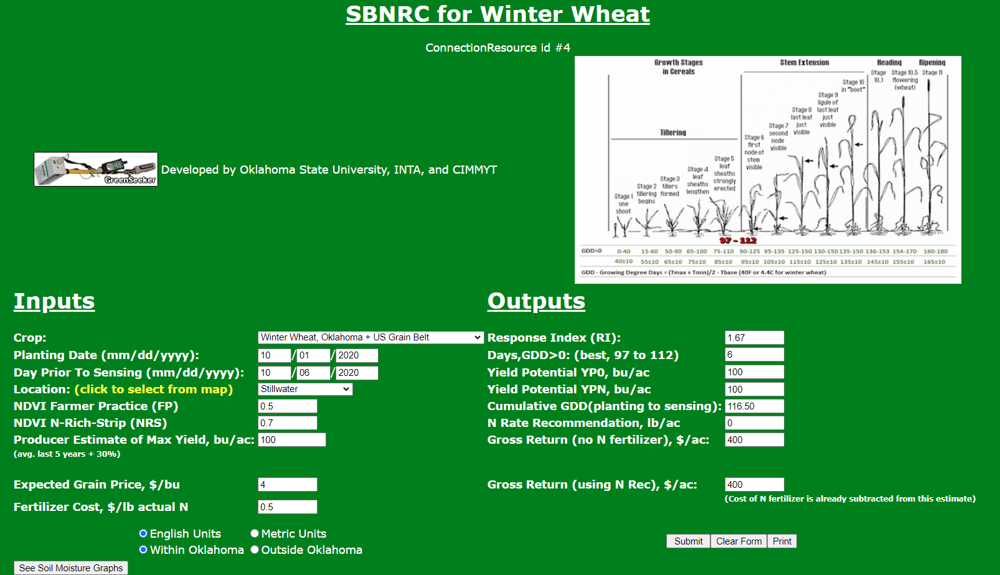 SBNRC for Winter Wheat
ConnectionResource id #4
Growth Stages
in Cereals
Stem Extension
Heading
Ripening
Stage
10.1
Stage 10.5
flowering
(wheat)
Stage 11
Stage 10
in "boot"
Stage 9
ligule of
last leaf
just
visible
Stage 8
last leaf
just
visible
Stage 7
second
node
visible
Stage 6
first
node of
stem
visible
Tillering
Stage 5
leaf
sheaths
strongly
erected
Stage 4
leaf
sheaths
lengthen
Stage 3
tillers
formed
Stage 2
tillering
begins
Stage 1
one
shoot
GreenSeeker
Developed by Oklahoma State University, INTA, and CIMMYT
97 - 112
GDD>0 0-40 15-60 50-90 65-100 75-110 90-125 95-135 125-150 130-150 135-150 136-153 154-170 160-180
40±10 55±10 65±10 75±10 85±10 95±10 105±10 115±10 125±10 135±10 145±10 155±10 165±10
GDD - Growing Degree Days = (Tmax + Tmin)/2 - Tbase (40F or 4.4C for winter wheat)
Inputs
Crop: Winter Wheat, Oklahoma + US Grain Belt
Planting Date (mm/dd/yyyy): 10 / 01 / 2020
Day Prior To Sensing (mm/dd/yyyy): 10 / 06 / 2020
Location: (click to select from map) Stillwater
NDVI Farmer Practice (FP) 0.5
NDVI N-Rich-Strip (NRS) 0.7
Producer Estimate of Max Yield, bu/ac: 100
(avg. last 5 years + 30%)
Expected Grain Price, $/bu 4
Fertilizer Cost, $/lb actual N 0.5
English Units Metric Units
Within Oklahoma Outside Oklahoma
See Soil Moisture Graphs
Outputs
Response Index (RI): 1.67
Days,GDD>0: (best, 97 to 112) 6
Yield Potential YP0, bu/ac 100
Yield Potential YPN, bu/ac 100
Cumulative GDD(planting to sensing): 116.50
N Rate Recommendation, lb/ac 0
Gross Return (no N fertilizer), $/ac: 400
Gross Return (using N Rec), $/ac: 400
(Cost of N fertilizer is already subtracted from this estimate)
Submit Clear Form Print